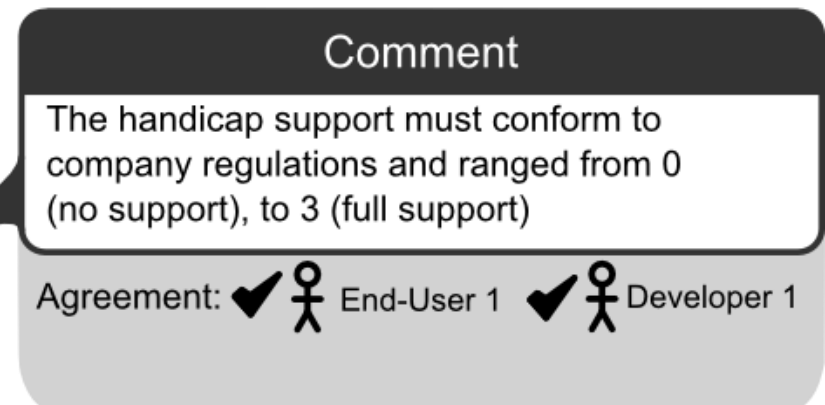 Comment
The handicap support must conform to
company regulations and ranged from 0
(no support), to 3 (full support)
Agreement: End-User 1 Developer 1